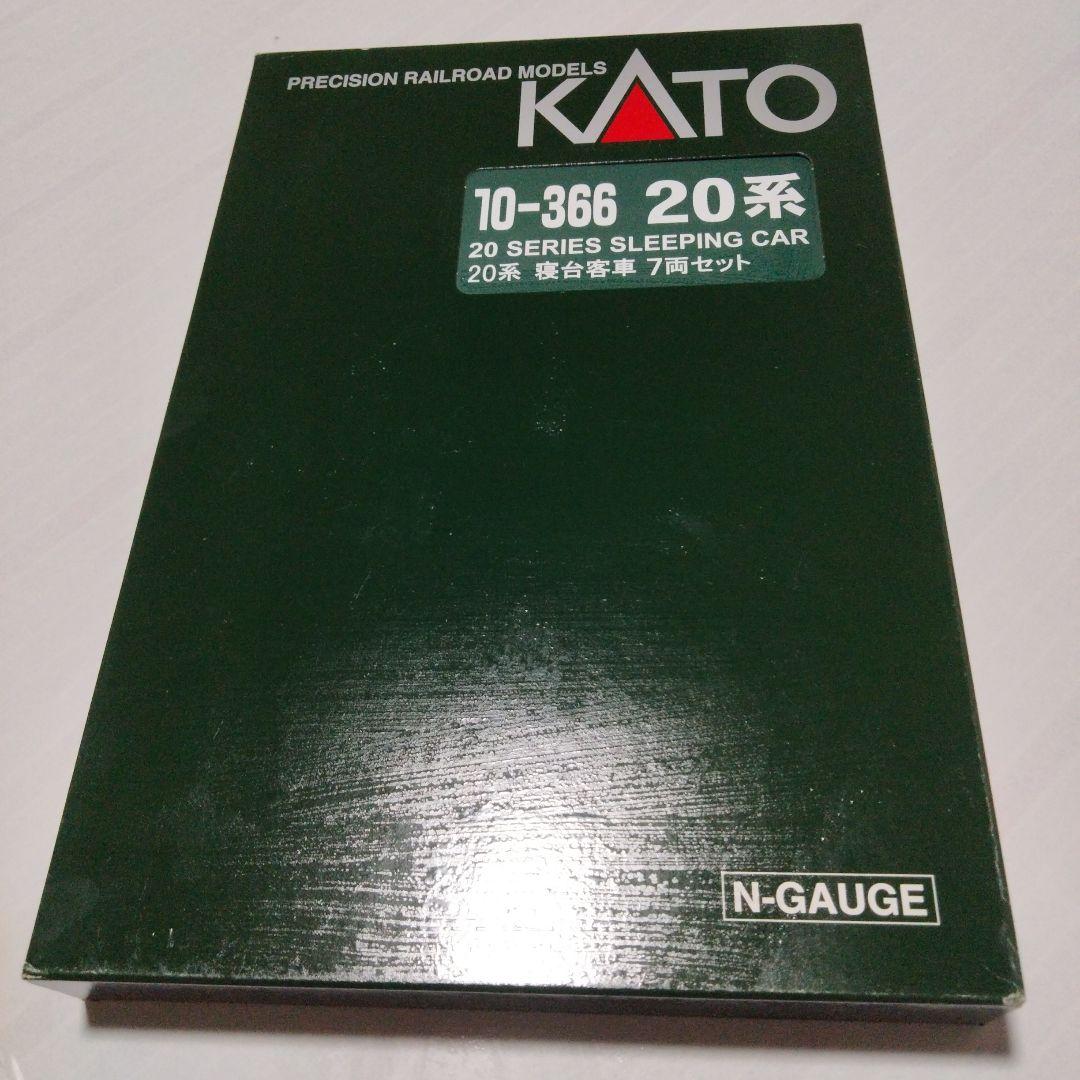 PRECISION RAILROAD MODELS
KATO
10-366 20系
20 SERIES SLEEPING CAR
20系 寝台客車 7両セット
N-GAUGE